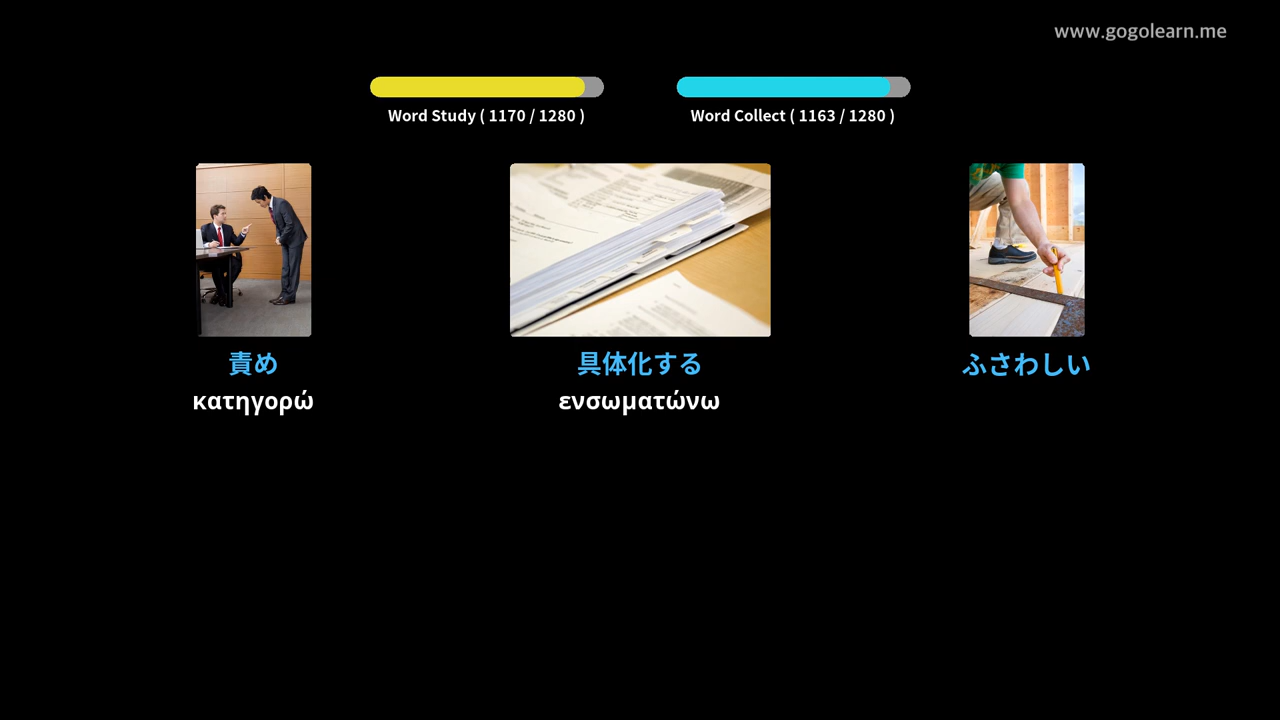 www.gogolearn.me
Word Study ( 1170 / 1280 )
Word Collect ( 1163 / 1280 )
責め
具体化する
ふさわしい
κατηγορώ
ενσωματώνω